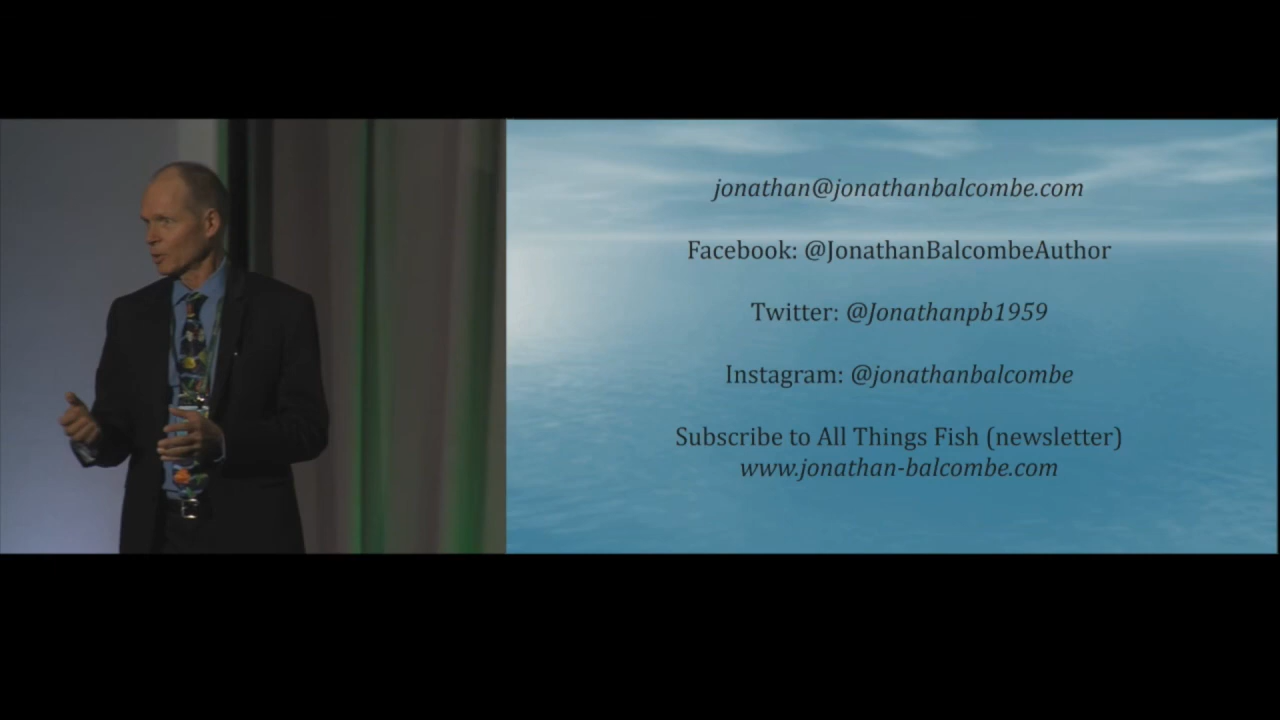 jonathan@jonathanbalcombe.com
Facebook: @JonathanBalcombeAuthor
Twitter: @Jonathanpb1959
Instagram: @jonathanbalcombe
Subscribe to All Things Fish (newsletter)
www.jonathan-balcombe.com